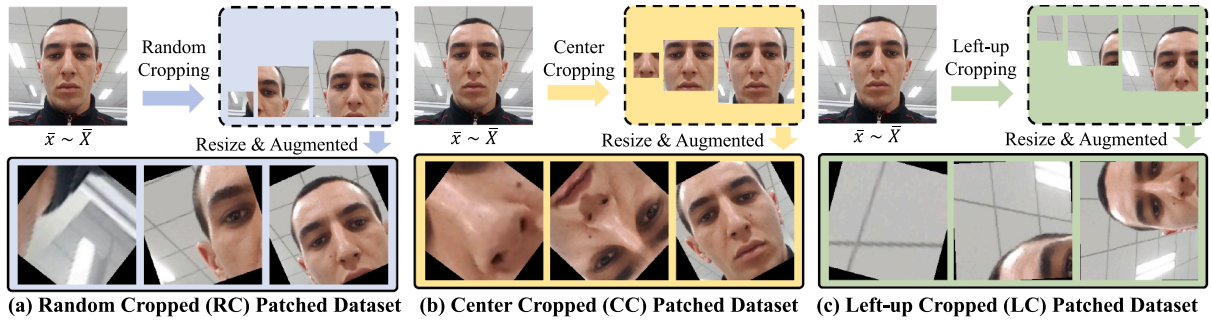 Random
Cropping
x̄ ~ X̄
Resize & Augmented
(a) Random Cropped (RC) Patched Dataset
Center
Cropping
x̄ ~ X̄
Resize & Augmented
(b) Center Cropped (CC) Patched Dataset
Left-up
Cropping
x̄ ~ X̄
Resize & Augmented
(c) Left-up Cropped (LC) Patched Dataset